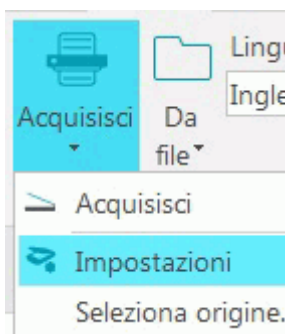 Acquisisci
Da file
Lingu
Ingle
Acquisisci
Impostazioni
Seleziona origine.